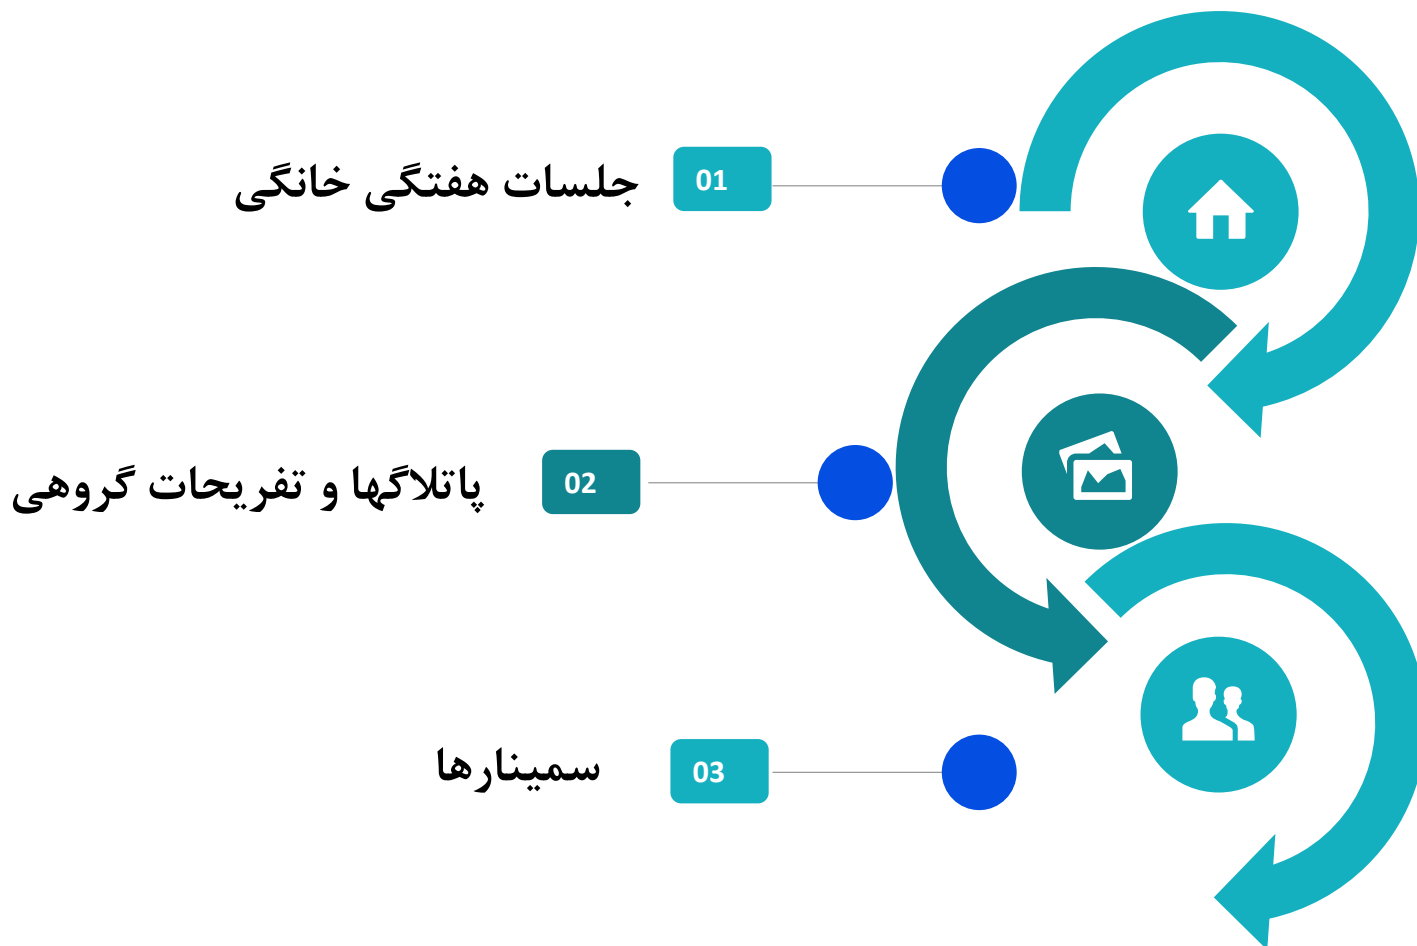 01 جلسات هفتگی خانگی
02 پاتلاگها و تفریحات گروهی
03 سمینارها